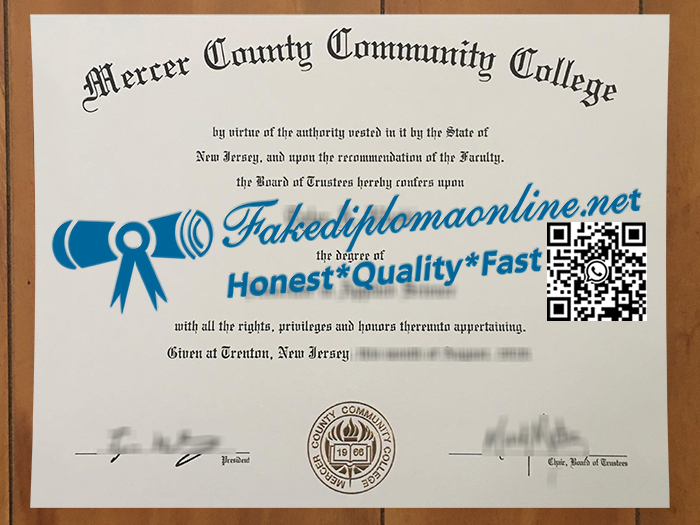 Mercer County Community College
by virtue of the authority vested in it by the State of
New Jersey, and upon the recommendation of the Faculty.
the Board of Trustees hereby confers upon
Fakediplomaonline.net
the degree of
Honest*Quality*Fast
with all the rights, privileges and honors thereunto appertaining.
Given at Trenton, New Jersey
MERCER COUNTY COMMUNITY COLLEGE
19 66
President
Chair, Board of Trustees